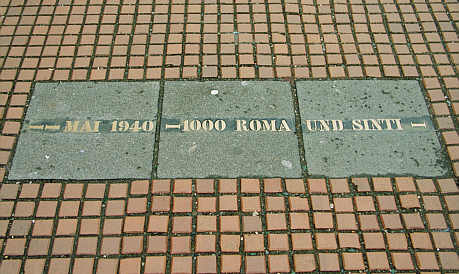 MAI 1940 – 1000 ROMA UND SINTI –